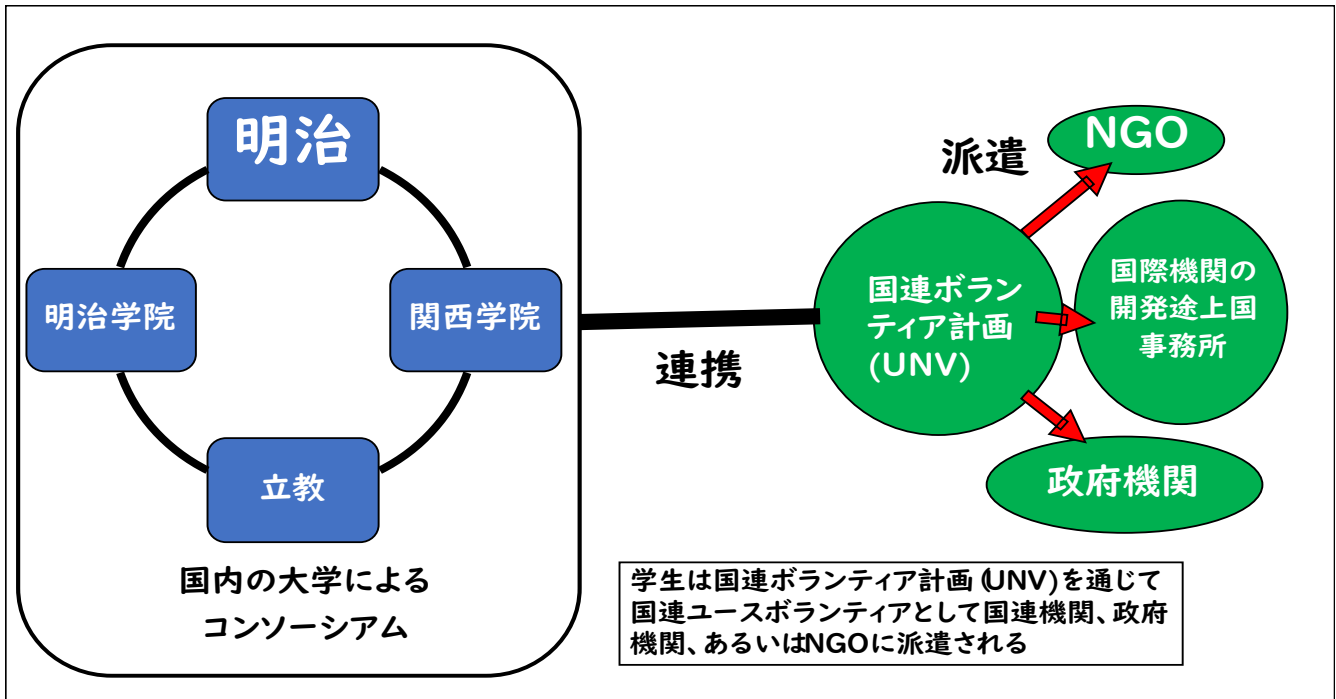 明治
明治学院
関西学院
立教
国内の大学による
コンソーシアム
連携
派遣
NGO
国連ボラン
ティア計画
(UNV)
国際機関の
開発途上国
事務所
政府機関
学生は国連ボランティア計画(UNV)を通じて
国連ユースボランティアとして国連機関、政府
機関、あるいはNGOに派遣される